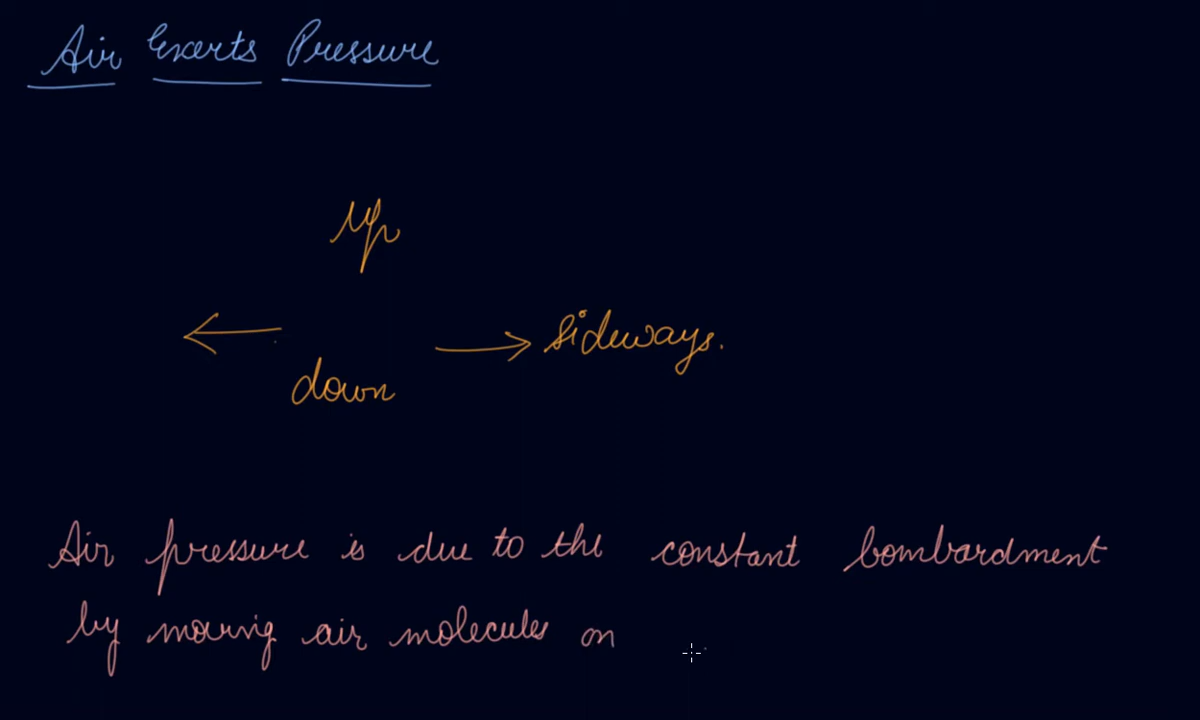 Air Exerts Pressure
up
← → sideways.
down
Air pressure is due to the constant bombardment
by moving air molecules on